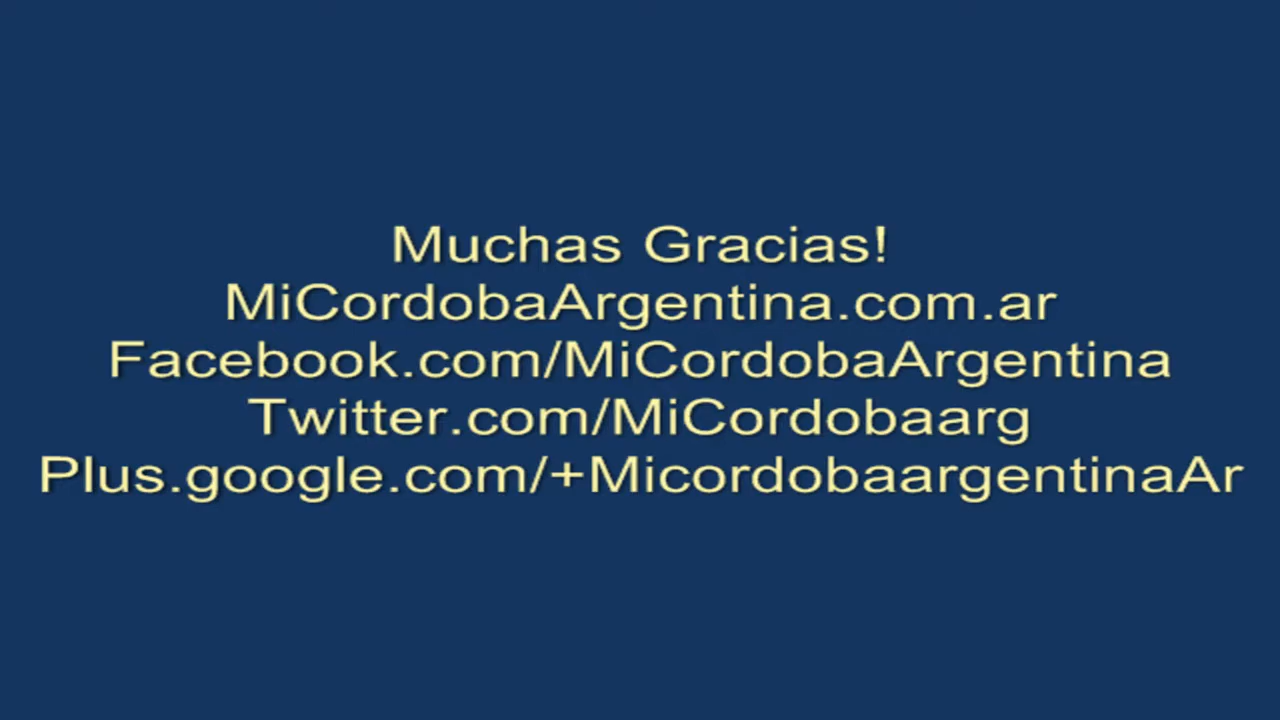 Muchas Gracias!
MiCordobaArgentina.com.ar
Facebook.com/MiCordobaArgentina
Twitter.com/MiCordobaarg
Plus.google.com/+MicordobaargentinaAr